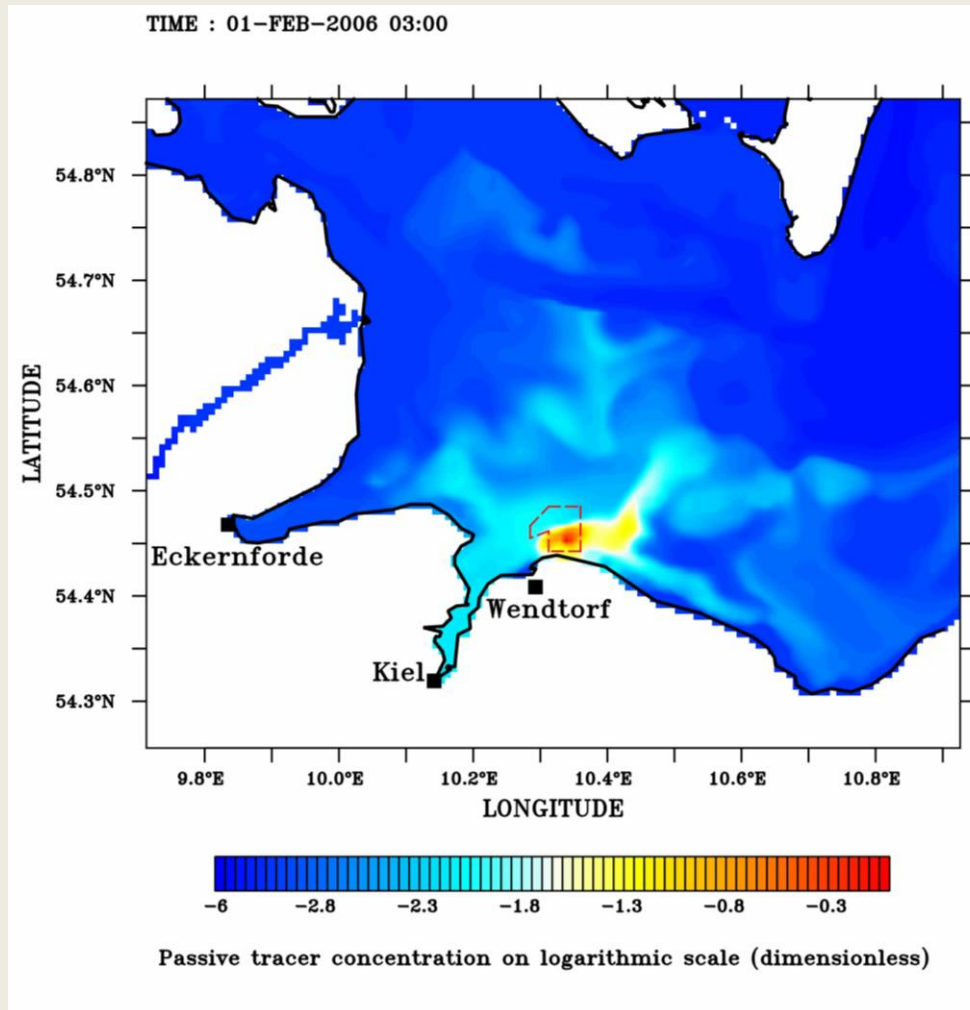 TIME : 01-FEB-2006 03:00
54.8°N
54.7°N
54.6°N
54.5°N
54.4°N
54.3°N
LATITUDE
Eckernforde
Wendtorf
Kiel
9.8°E 10.0°E 10.2°E 10.4°E 10.6°E 10.8°E
LONGITUDE
-6 -2.8 -2.3 -1.8 -1.3 -0.8 -0.3
Passive tracer concentration on logarithmic scale (dimensionless)